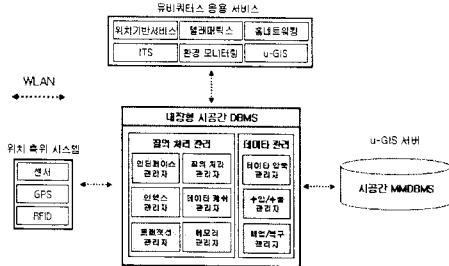 유비쿼터스 응용 서비스
위치기반서비스 텔레매틱스 홈네트워킹
ITS 환경 모니터링 u-GIS
WLAN
내장형 시공간 DBMS
위치 측위 시스템
센서
GPS
RFID
질의 처리 관리
인터페이스
관리자
질의 처리
관리자
인덱스
관리자
데이터 캐쉬
관리자
트랜잭션
관리자
메모리
관리자
데이터 관리
데이터 압축
관리자
수입/수출
관리자
백업/복구
관리자
u-GIS 서버
시공간 MMDBMS